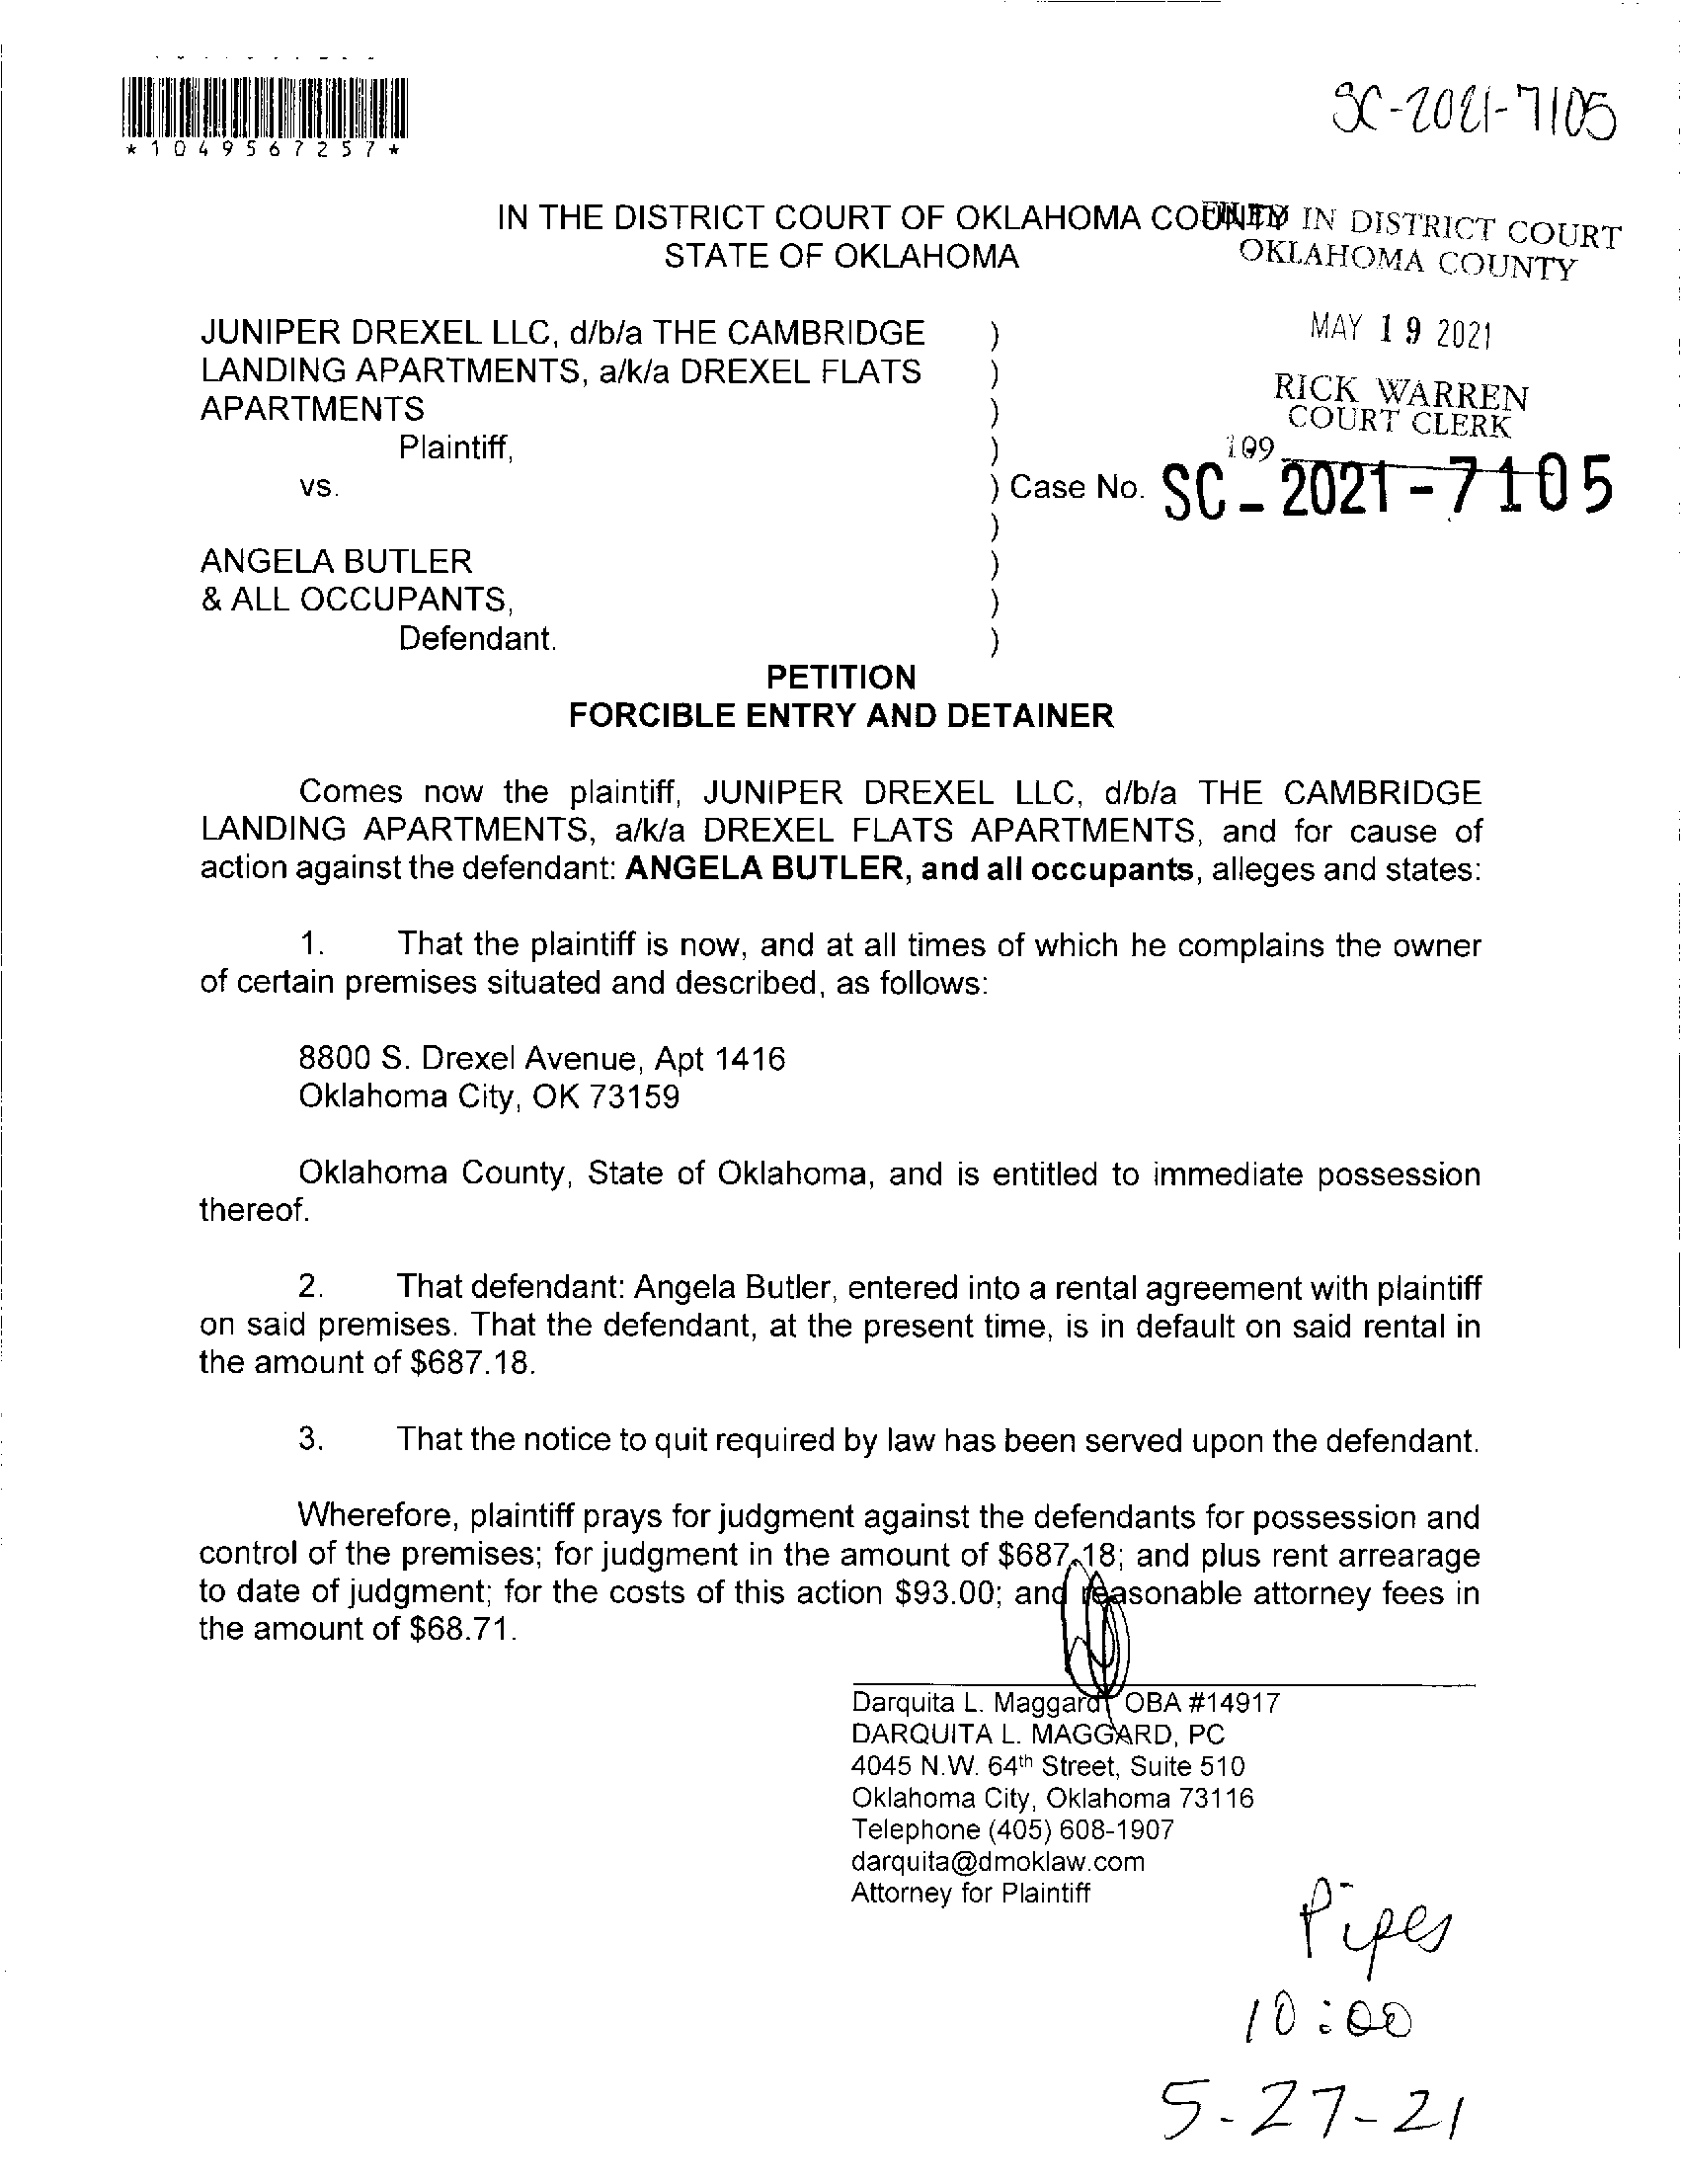 SC-2021-7105
*1049567257*
IN THE DISTRICT COURT OF OKLAHOMA COUNTY
STATE OF OKLAHOMA
FILED IN DISTRICT COURT
OKLAHOMA COUNTY
MAY 19 2021
RICK WARREN
COURT CLERK
109
JUNIPER DREXEL LLC, d/b/a THE CAMBRIDGE )
LANDING APARTMENTS, a/k/a DREXEL FLATS )
APARTMENTS )
Plaintiff, )
vs. ) Case No. SC-2021-7105
)
ANGELA BUTLER )
& ALL OCCUPANTS, )
Defendant. )
PETITION
FORCIBLE ENTRY AND DETAINER
Comes now the plaintiff, JUNIPER DREXEL LLC, d/b/a THE CAMBRIDGE
LANDING APARTMENTS, a/k/a DREXEL FLATS APARTMENTS, and for cause of
action against the defendant: ANGELA BUTLER, and all occupants, alleges and states:
1. That the plaintiff is now, and at all times of which he complains the owner
of certain premises situated and described, as follows:
8800 S. Drexel Avenue, Apt 1416
Oklahoma City, OK 73159
Oklahoma County, State of Oklahoma, and is entitled to immediate possession
thereof.
2. That defendant: Angela Butler, entered into a rental agreement with plaintiff
on said premises. That the defendant, at the present time, is in default on said rental in
the amount of $687.18.
3. That the notice to quit required by law has been served upon the defendant.
Wherefore, plaintiff prays for judgment against the defendants for possession and
control of the premises; for judgment in the amount of $687.18; and plus rent arrearage
to date of judgment; for the costs of this action $93.00; and reasonable attorney fees in
the amount of $68.71.
Darquita L. Maggard OBA #14917
DARQUITA L. MAGGARD, PC
4045 N.W. 64th Street, Suite 510
Oklahoma City, Oklahoma 73116
Telephone (405) 608-1907
darquita@dmoklaw.com
Attorney for Plaintiff
Pipes
10:00
5-27-21